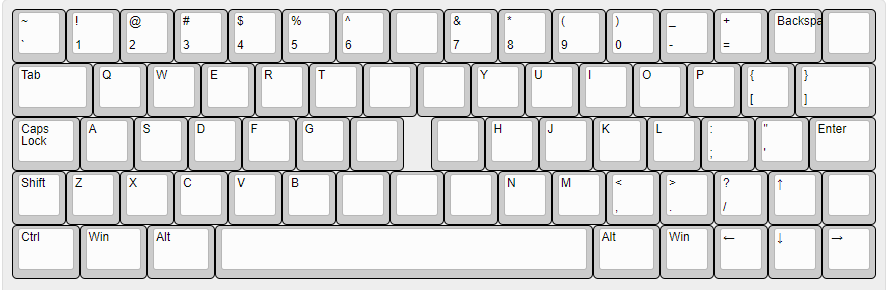 ~ ! @ # $ % ^ & * ( ) _ +
` 1 2 3 4 5 6 7 8 9 0 - = Backspa
Tab Q W E R T Y U I O P { }
[ ]
Caps A S D F G H J K L : " Enter
Lock ; '
Shift Z X C V B N M < > ? ↑
, . /
Ctrl Win Alt Alt Win ← ↓ →